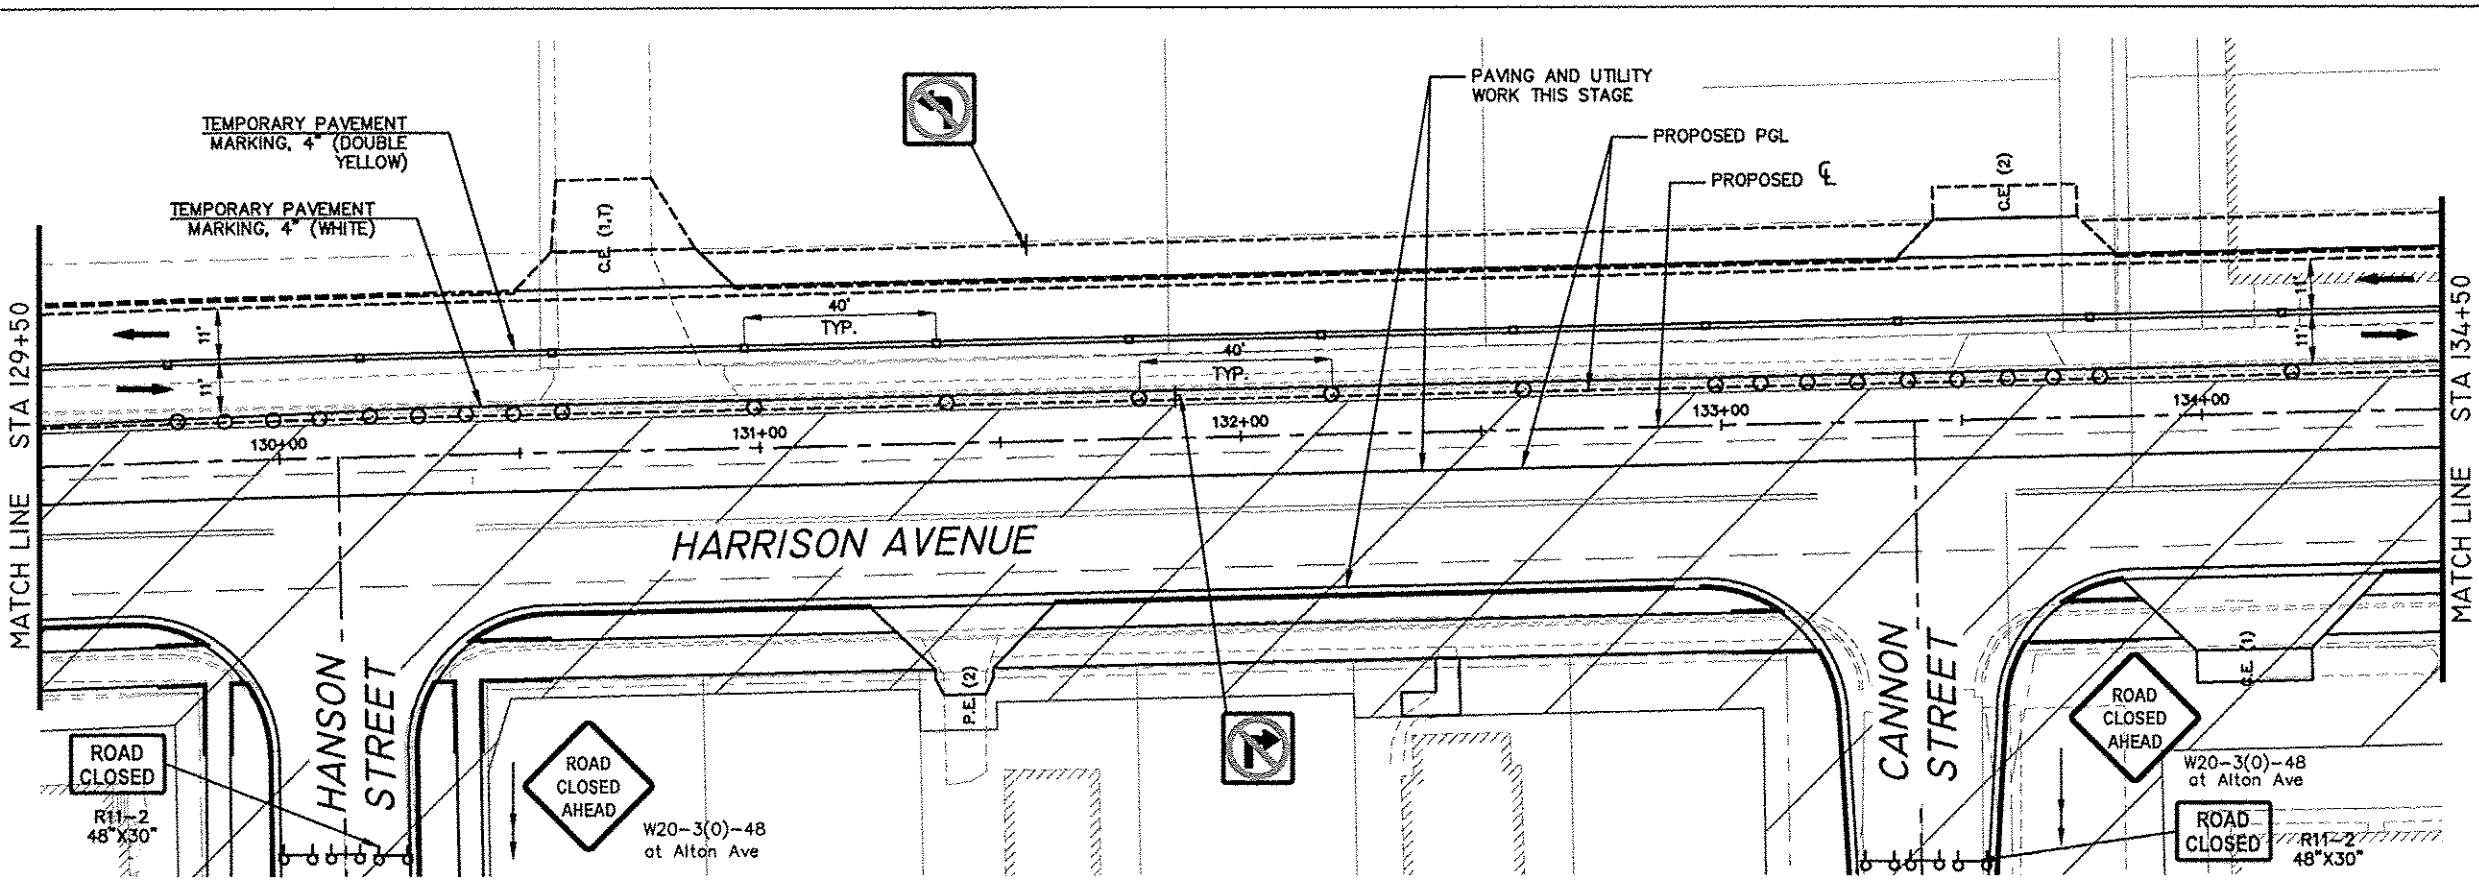 TEMPORARY PAVEMENT
MARKING, 4" (DOUBLE
YELLOW)
TEMPORARY PAVEMENT
MARKING, 4" (WHITE)
PAVING AND UTILITY
WORK THIS STAGE
PROPOSED PGL
PROPOSED ℄
C.E. (1,T)
C.E. (2)
MATCH LINE STA 129+50
MATCH LINE STA 134+50
11'
11'
11'
11'
40'
TYP.
40'
TYP.
130+00
131+00
132+00
133+00
134+00
HARRISON AVENUE
HANSON
STREET
CANNON
STREET
P.E. (2)
C.E. (1)
ROAD
CLOSED
R11-2
48"X30"
ROAD
CLOSED
AHEAD
W20-3(O)-48
at Alton Ave
ROAD
CLOSED
AHEAD
W20-3(O)-48
at Alton Ave
ROAD
CLOSED
R11-2
48"X30"